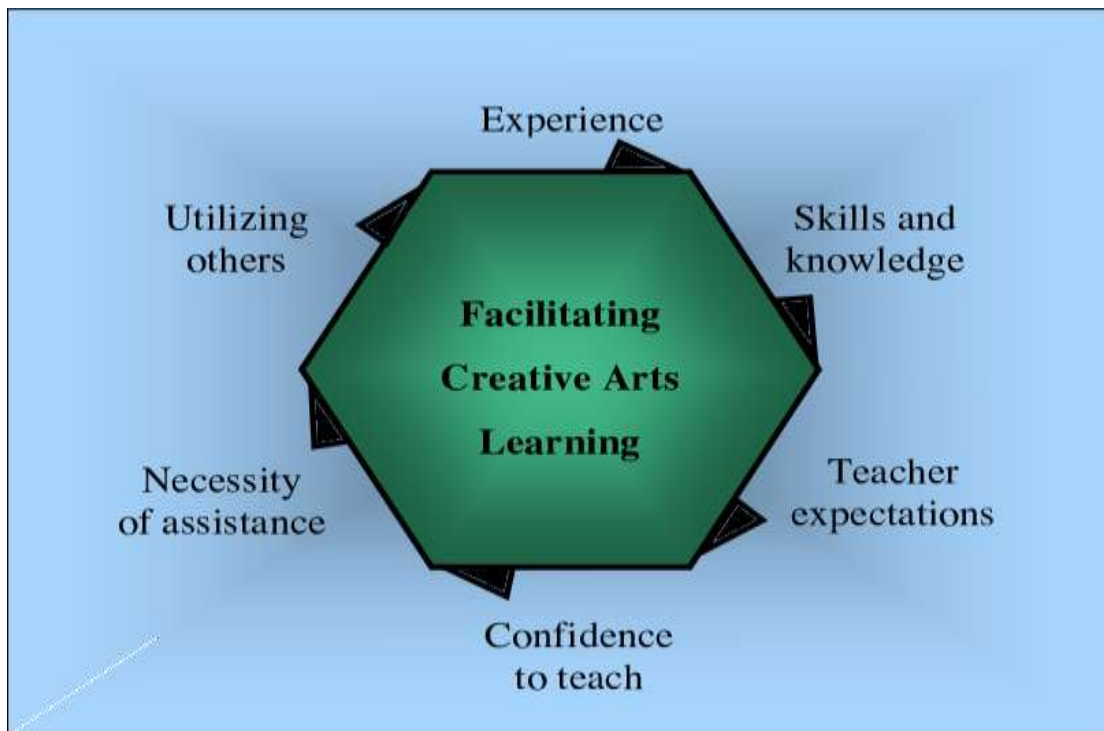 Experience
Utilizing
others
Skills and
knowledge
Facilitating
Creative Arts
Learning
Necessity
of assistance
Teacher
expectations
Confidence
to teach